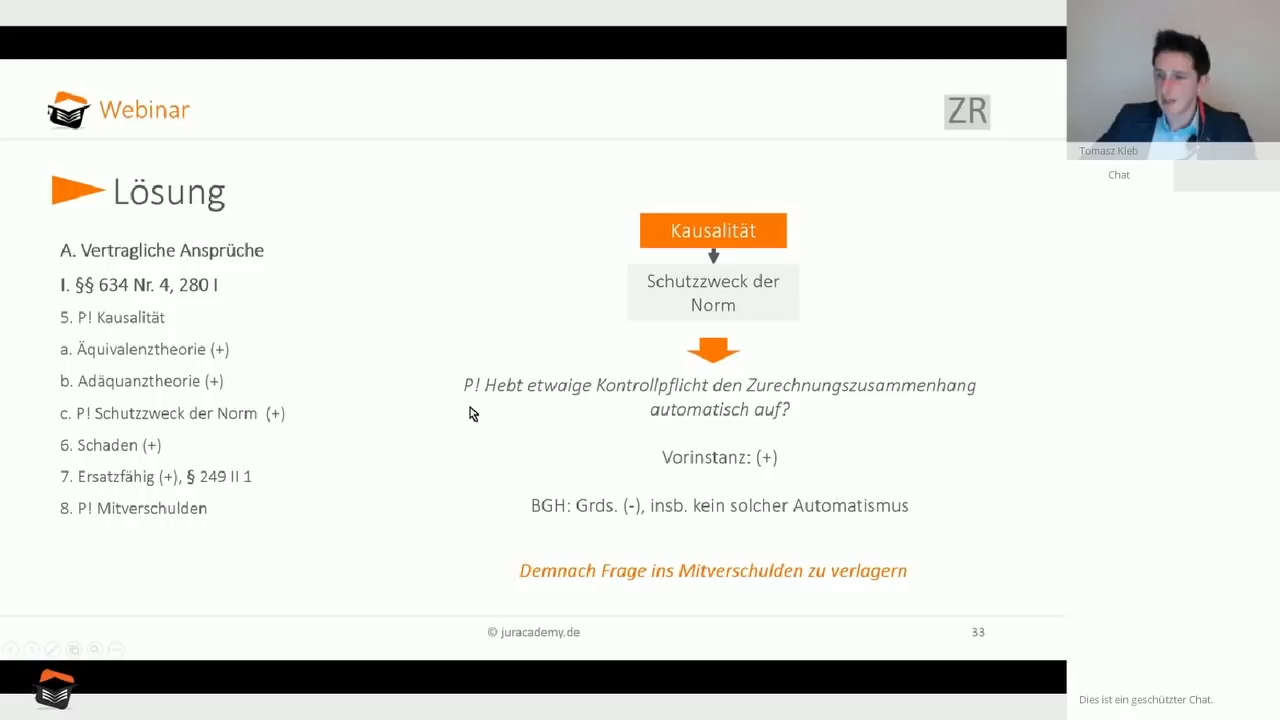 Webinar
ZR
Lösung
A. Vertragliche Ansprüche
I. §§ 634 Nr. 4, 280 I
5. P! Kausalität
a. Äquivalenztheorie (+)
b. Adäquanztheorie (+)
c. P! Schutzzweck der Norm (+)
6. Schaden (+)
7. Ersatzfähig (+), § 249 II 1
8. P! Mitverschulden
Kausalität
Schutzzweck der
Norm
P! Hebt etwaige Kontrollpflicht den Zurechnungszusammenhang
automatisch auf?
Vorinstanz: (+)
BGH: Grds. (-), insb. kein solcher Automatismus
Demnach Frage ins Mitverschulden zu verlagern
© juracademy.de
33
Tomasz Kleb
Chat
Dies ist ein geschützter Chat.